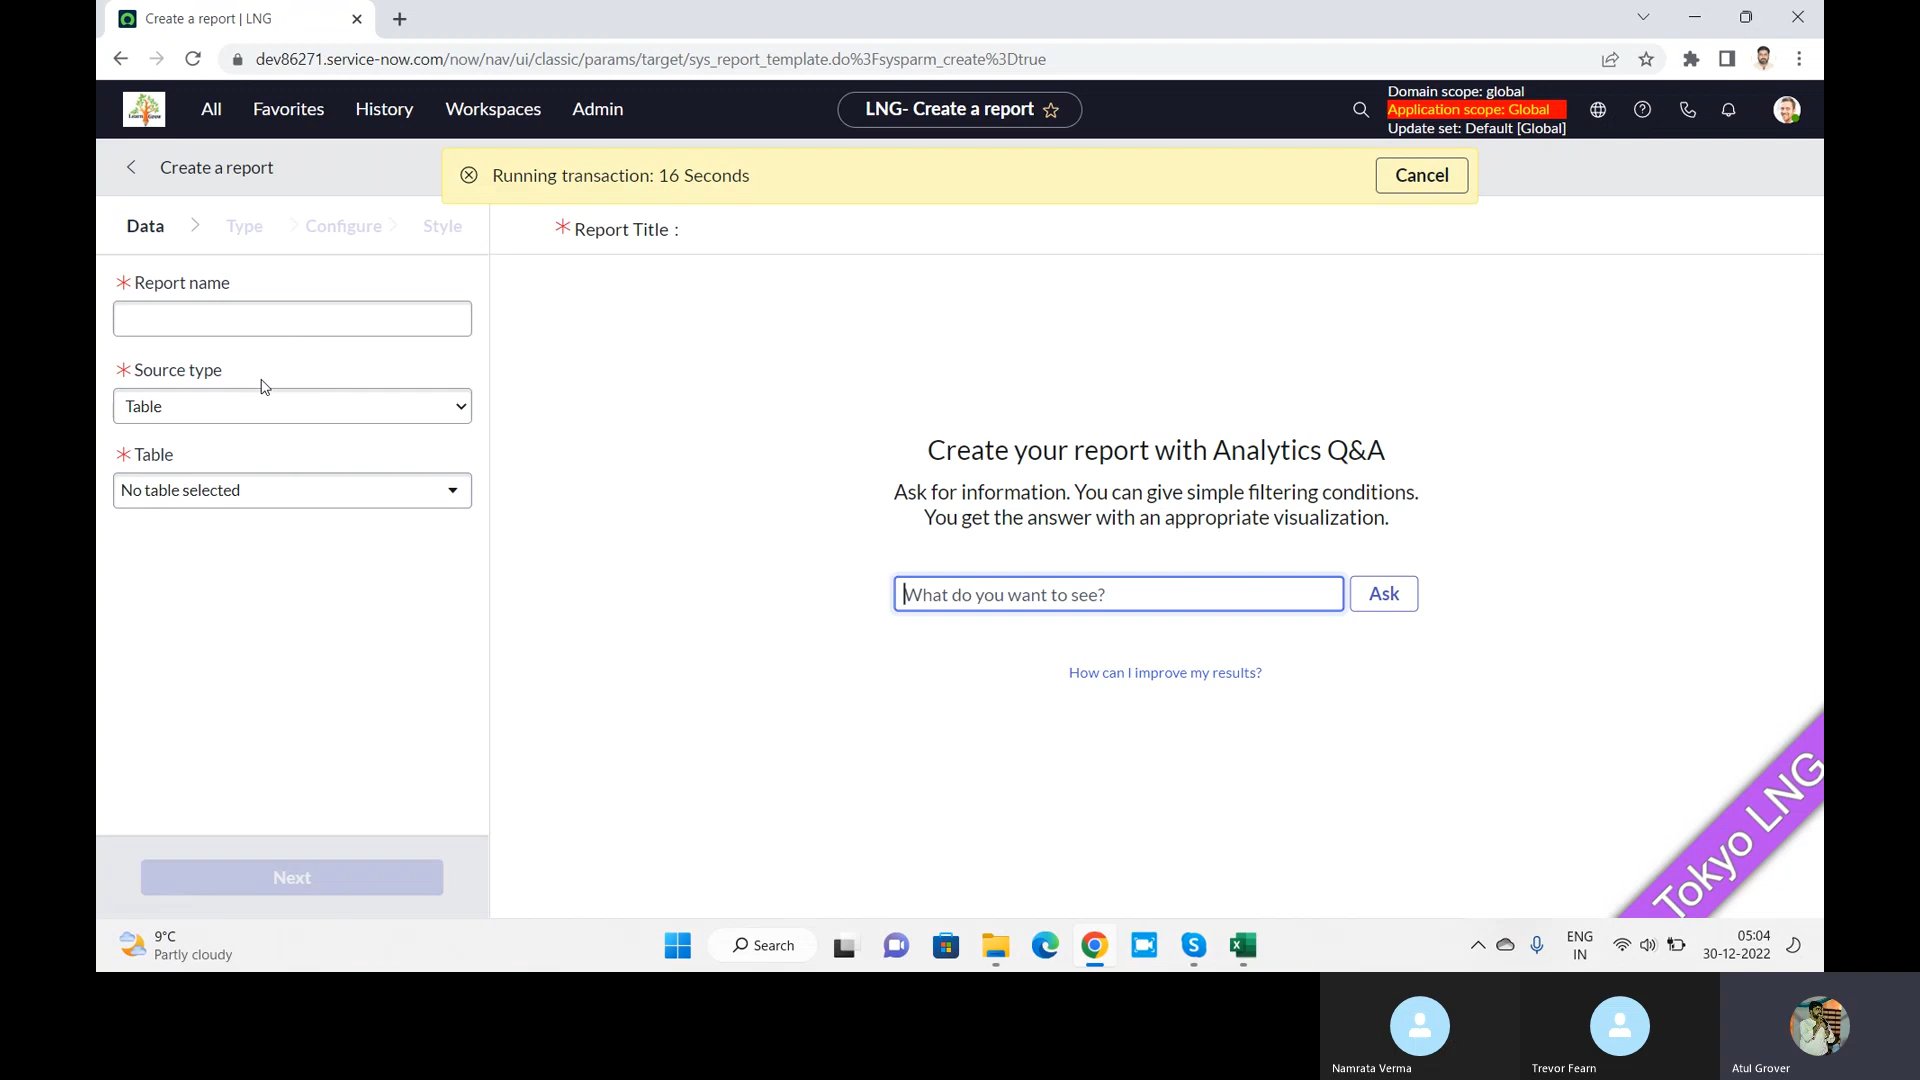 Create a report | LNG
dev86271.service-now.com/now/nav/ui/classic/params/target/sys_report_template.do%3Fsysparm_create%3Dtrue
All Favorites History Workspaces Admin
LNG- Create a report
Domain scope: global
Application scope: Global
Update set: Default [Global]
Create a report
Running transaction: 16 Seconds
Cancel
Data Type Configure Style
* Report Title :
* Report name
* Source type
Table
* Table
No table selected
Create your report with Analytics Q&A
Ask for information. You can give simple filtering conditions.
You get the answer with an appropriate visualization.
What do you want to see?
Ask
How can I improve my results?
Next
Tokyo LNG
9°C
Partly cloudy
Search
ENG
IN
05:04
30-12-2022
Namrata Verma
Trevor Fearn
Atul Grover